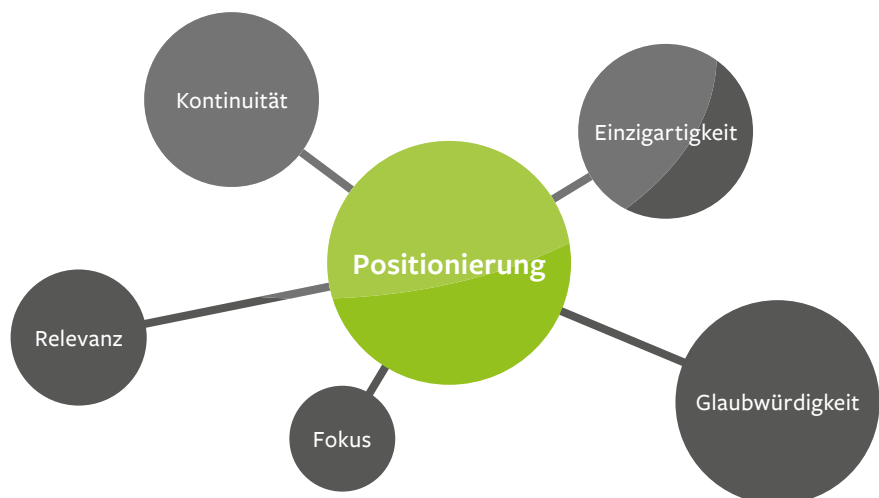 Kontinuität
Einzigartigkeit
Positionierung
Relevanz
Glaubwürdigkeit
Fokus